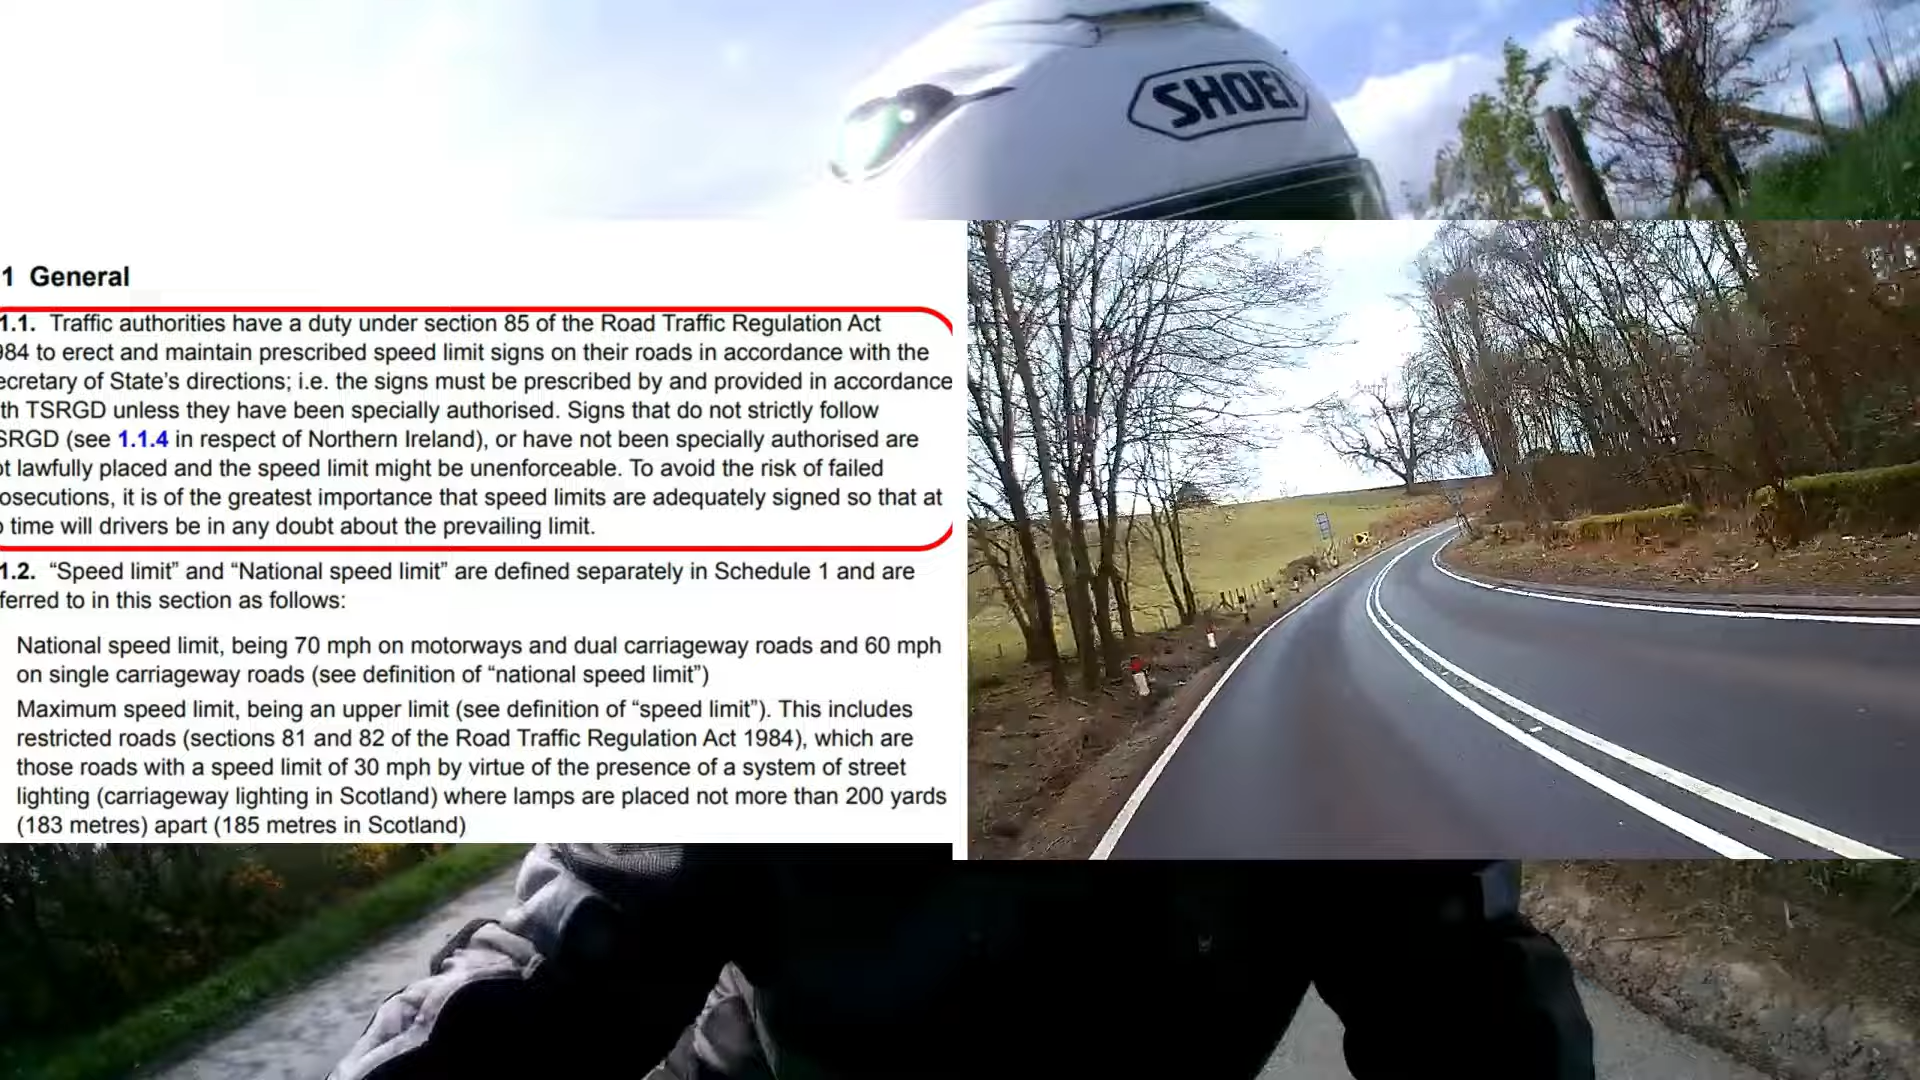 SHOEI
1 General
1.1. Traffic authorities have a duty under section 85 of the Road Traffic Regulation Act
984 to erect and maintain prescribed speed limit signs on their roads in accordance with the
ecretary of State's directions; i.e. the signs must be prescribed by and provided in accordance
th TSRGD unless they have been specially authorised. Signs that do not strictly follow
SRGD (see 1.1.4 in respect of Northern Ireland), or have not been specially authorised are
ot lawfully placed and the speed limit might be unenforceable. To avoid the risk of failed
osecutions, it is of the greatest importance that speed limits are adequately signed so that at
o time will drivers be in any doubt about the prevailing limit.
1.2. “Speed limit” and “National speed limit” are defined separately in Schedule 1 and are
ferred to in this section as follows:
National speed limit, being 70 mph on motorways and dual carriageway roads and 60 mph
on single carriageway roads (see definition of “national speed limit”)
Maximum speed limit, being an upper limit (see definition of “speed limit”). This includes
restricted roads (sections 81 and 82 of the Road Traffic Regulation Act 1984), which are
those roads with a speed limit of 30 mph by virtue of the presence of a system of street
lighting (carriageway lighting in Scotland) where lamps are placed not more than 200 yards
(183 metres) apart (185 metres in Scotland)